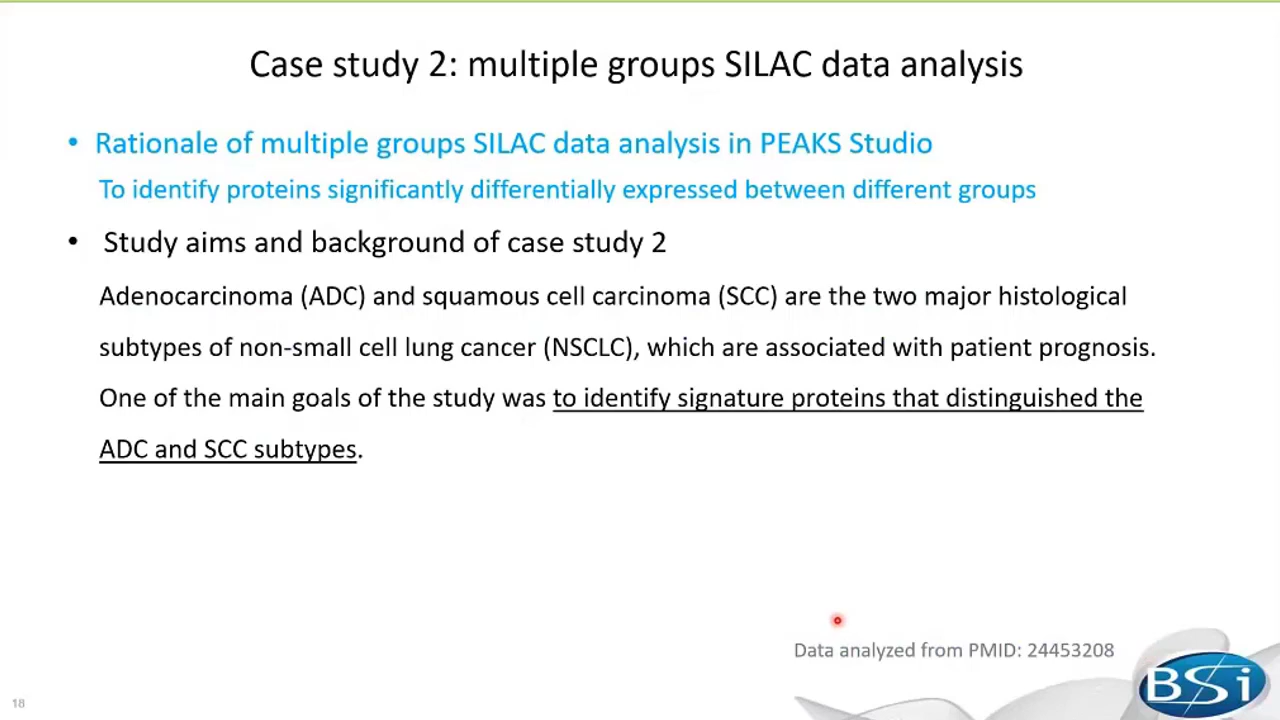 Case study 2: multiple groups SILAC data analysis
• Rationale of multiple groups SILAC data analysis in PEAKS Studio
To identify proteins significantly differentially expressed between different groups
• Study aims and background of case study 2
Adenocarcinoma (ADC) and squamous cell carcinoma (SCC) are the two major histological
subtypes of non-small cell lung cancer (NSCLC), which are associated with patient prognosis.
One of the main goals of the study was to identify signature proteins that distinguished the
ADC and SCC subtypes.
Data analyzed from PMID: 24453208
BSi
18